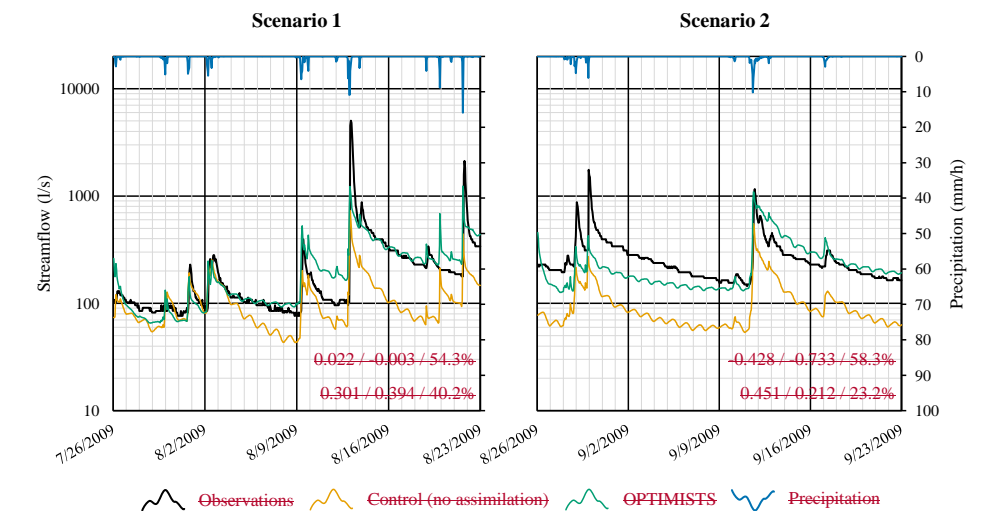 Scenario 1
Scenario 2
10000
1000
100
10
Streamflow (l/s)
0
10
20
30
40
50
60
70
80
90
100
Precipitation (mm/h)
0.022 / -0.003 / 54.3%
0.301 / 0.394 / 40.2%
-0.428 / -0.733 / 58.3%
0.451 / 0.212 / 23.2%
7/26/2009
8/2/2009
8/9/2009
8/16/2009
8/23/2009
8/26/2009
9/2/2009
9/9/2009
9/16/2009
9/23/2009
Observations
Control (no assimilation)
OPTIMISTS
Precipitation